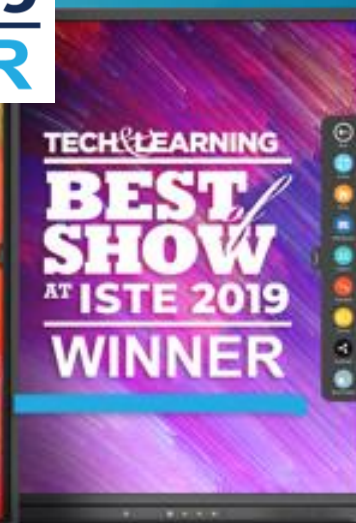 R
TECH&LEARNING
BEST of
SHOW
AT ISTE 2019
WINNER